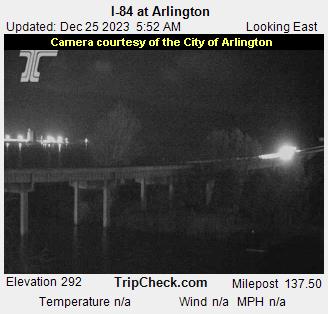 I-84 at Arlington
Updated: Dec 25 2023 5:52 AM Looking East
Camera courtesy of the City of Arlington
Elevation 292 TripCheck.com Milepost 137.50
Temperature n/a Wind n/a MPH n/a